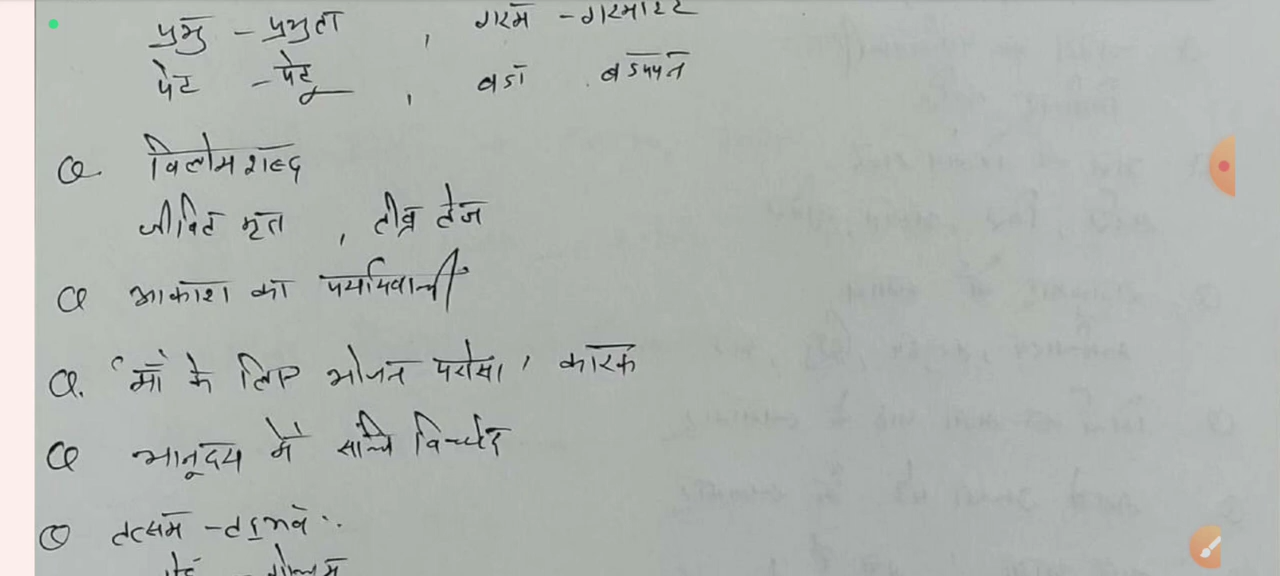 प्रभु - प्रभुता , गरम - गरमाहट
पेट - पेटू , बडा बडप्पन
Q विलोम शब्द
जीवित मृत , तीव्र तेज
Q आकाश का पर्यायवाची
Q. "माँ के लिए भोजन परोसा' कारक
Q भानूदय में सन्धि विच्छेद
Q तत्सम - तद्भव :.